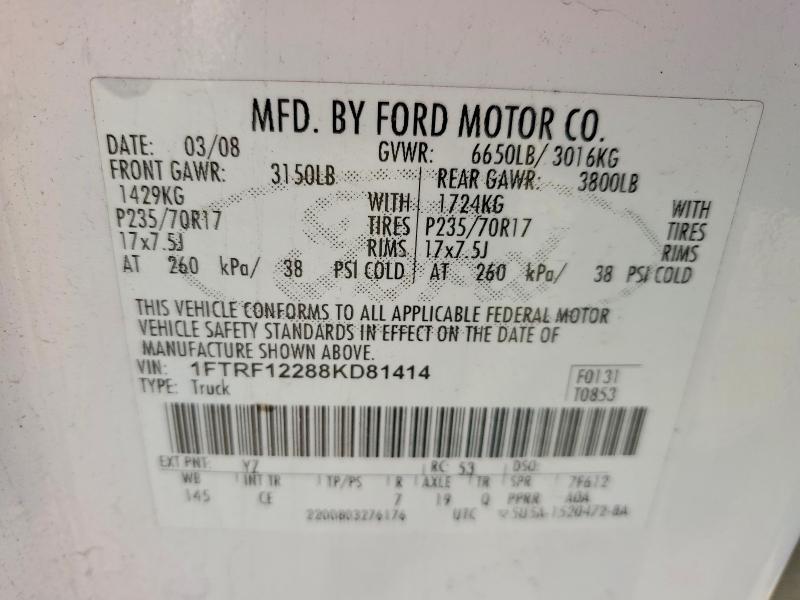 MFD. BY FORD MOTOR CO.
DATE: 03/08 GVWR: 6650LB/ 3016KG
FRONT GAWR: 3150LB REAR GAWR: 3800LB
1429KG WITH 1724KG WITH
P235/70R17 TIRES P235/70R17 TIRES
17x7.5J RIMS 17x7.5J RIMS
AT 260 kPa/ 38 PSI COLD AT 260 kPa/ 38 PSI COLD
THIS VEHICLE CONFORMS TO ALL APPLICABLE FEDERAL MOTOR
VEHICLE SAFETY STANDARDS IN EFFECT ON THE DATE OF
MANUFACTURE SHOWN ABOVE.
VIN: 1FTRF12288KD81414 F0131
TYPE: Truck T0853
EXT PNT: YZ RC: 53 DSO:
WB INT TR TP/PS R AXLE TR SPR 7F612
145 CE 7 19 Q PPRR AOA
2200803276176 UTC